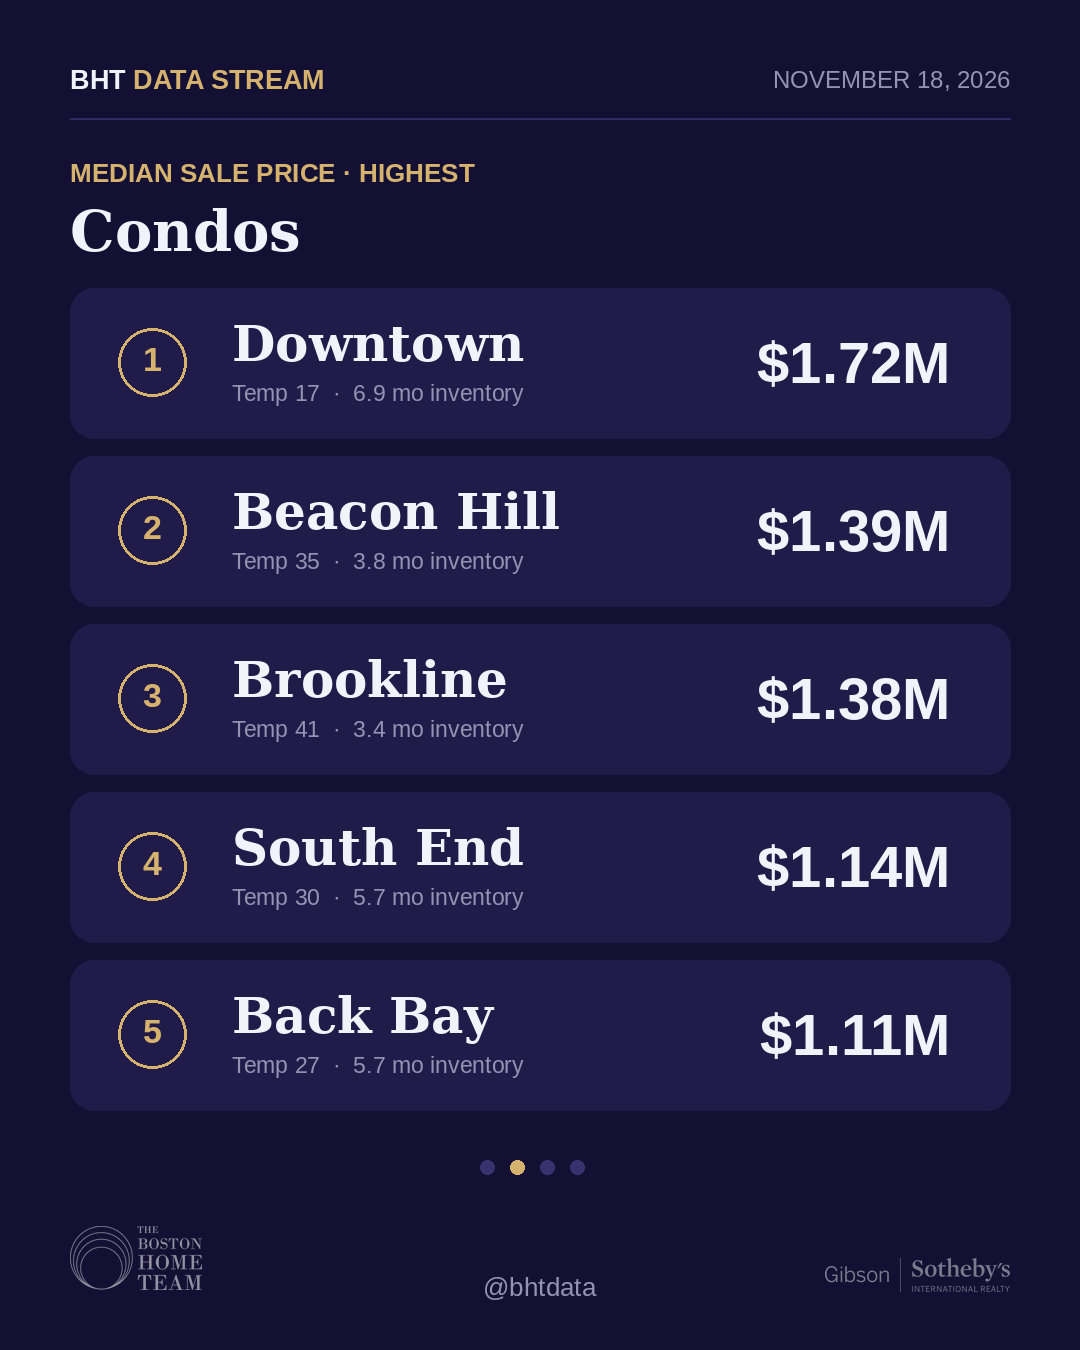 BHT DATA STREAM
NOVEMBER 18, 2026
MEDIAN SALE PRICE · HIGHEST
Condos
1
Downtown
Temp 17 · 6.9 mo inventory
$1.72M
2
Beacon Hill
Temp 35 · 3.8 mo inventory
$1.39M
3
Brookline
Temp 41 · 3.4 mo inventory
$1.38M
4
South End
Temp 30 · 5.7 mo inventory
$1.14M
5
Back Bay
Temp 27 · 5.7 mo inventory
$1.11M
THE
BOSTON
HOME
TEAM
@bhtdata
Gibson
Sotheby's
INTERNATIONAL REALTY